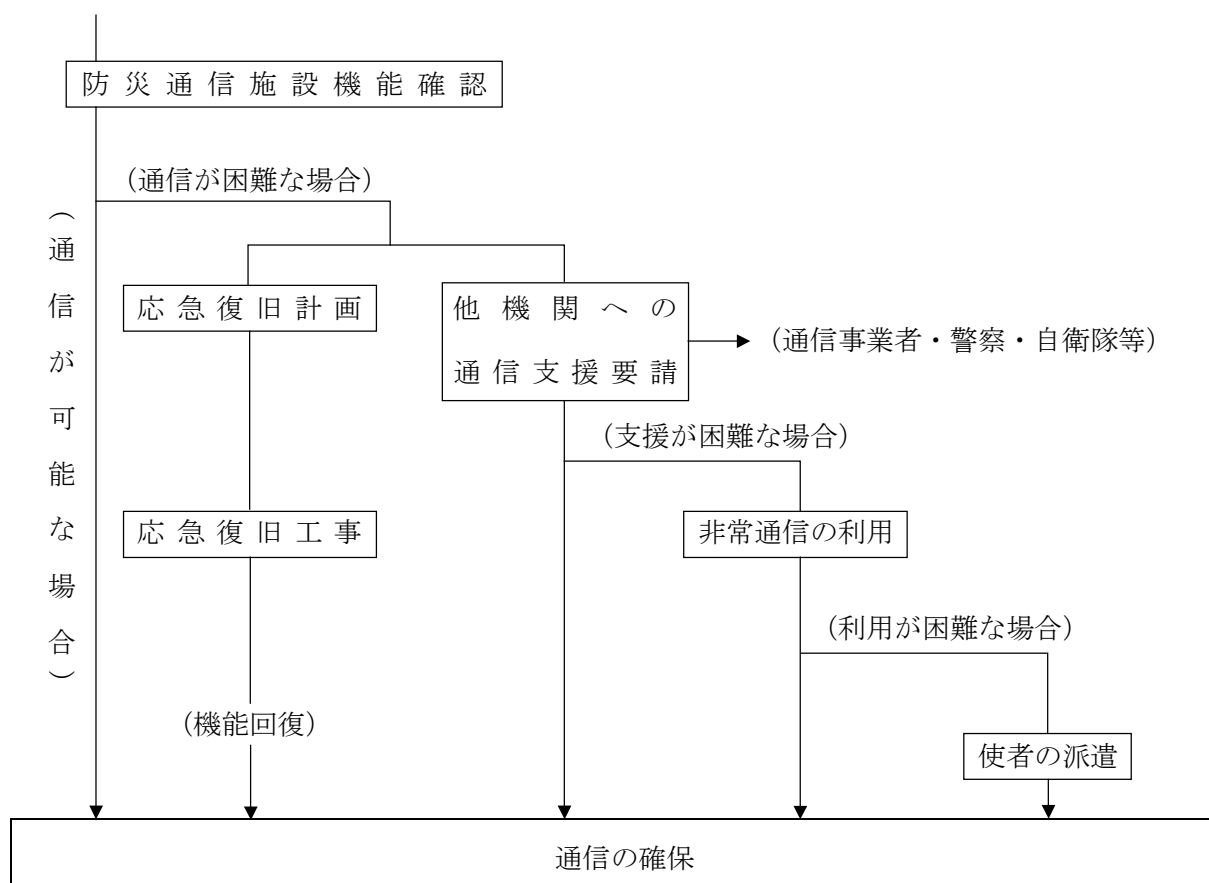 防災通信施設機能確認
（通信が困難な場合）
（通信が可能な場合）
応急復旧計画
他機関への
通信支援要請
（通信事業者・警察・自衛隊等）
（支援が困難な場合）
応急復旧工事
非常通信の利用
（利用が困難な場合）
（機能回復）
使者の派遣
通信の確保